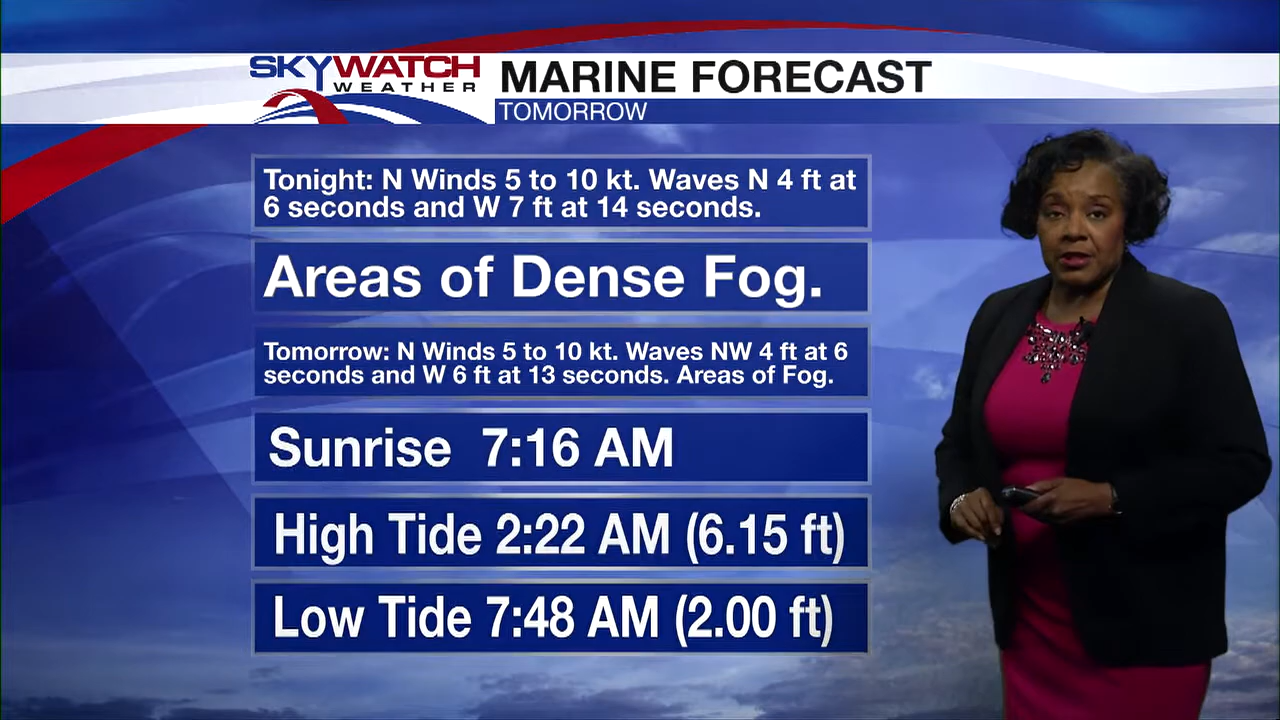 SKYWATCH
WEATHER
MARINE FORECAST
TOMORROW
Tonight: N Winds 5 to 10 kt. Waves N 4 ft at
6 seconds and W 7 ft at 14 seconds.
Areas of Dense Fog.
Tomorrow: N Winds 5 to 10 kt. Waves NW 4 ft at 6
seconds and W 6 ft at 13 seconds. Areas of Fog.
Sunrise 7:16 AM
High Tide 2:22 AM (6.15 ft)
Low Tide 7:48 AM (2.00 ft)